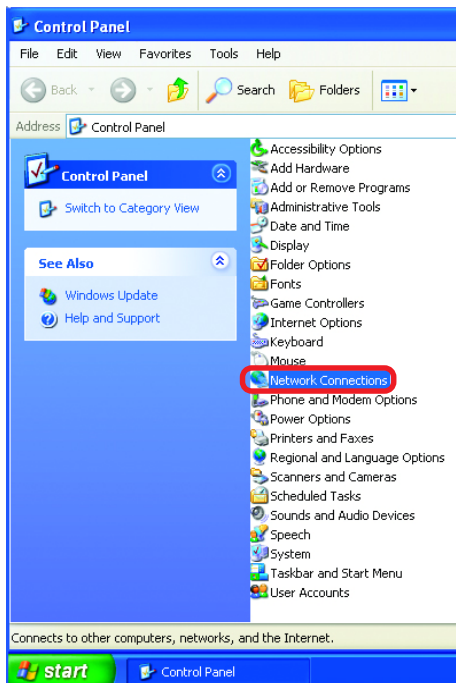 Control Panel
File Edit View Favorites Tools Help
Back Search Folders
Address Control Panel
Control Panel
Switch to Category View
See Also
Windows Update
Help and Support
Accessibility Options
Add Hardware
Add or Remove Programs
Administrative Tools
Date and Time
Display
Folder Options
Fonts
Game Controllers
Internet Options
Keyboard
Mouse
Network Connections
Phone and Modem Options
Power Options
Printers and Faxes
Regional and Language Options
Scanners and Cameras
Scheduled Tasks
Sounds and Audio Devices
Speech
System
Taskbar and Start Menu
User Accounts
Connects to other computers, networks, and the Internet.
start Control Panel